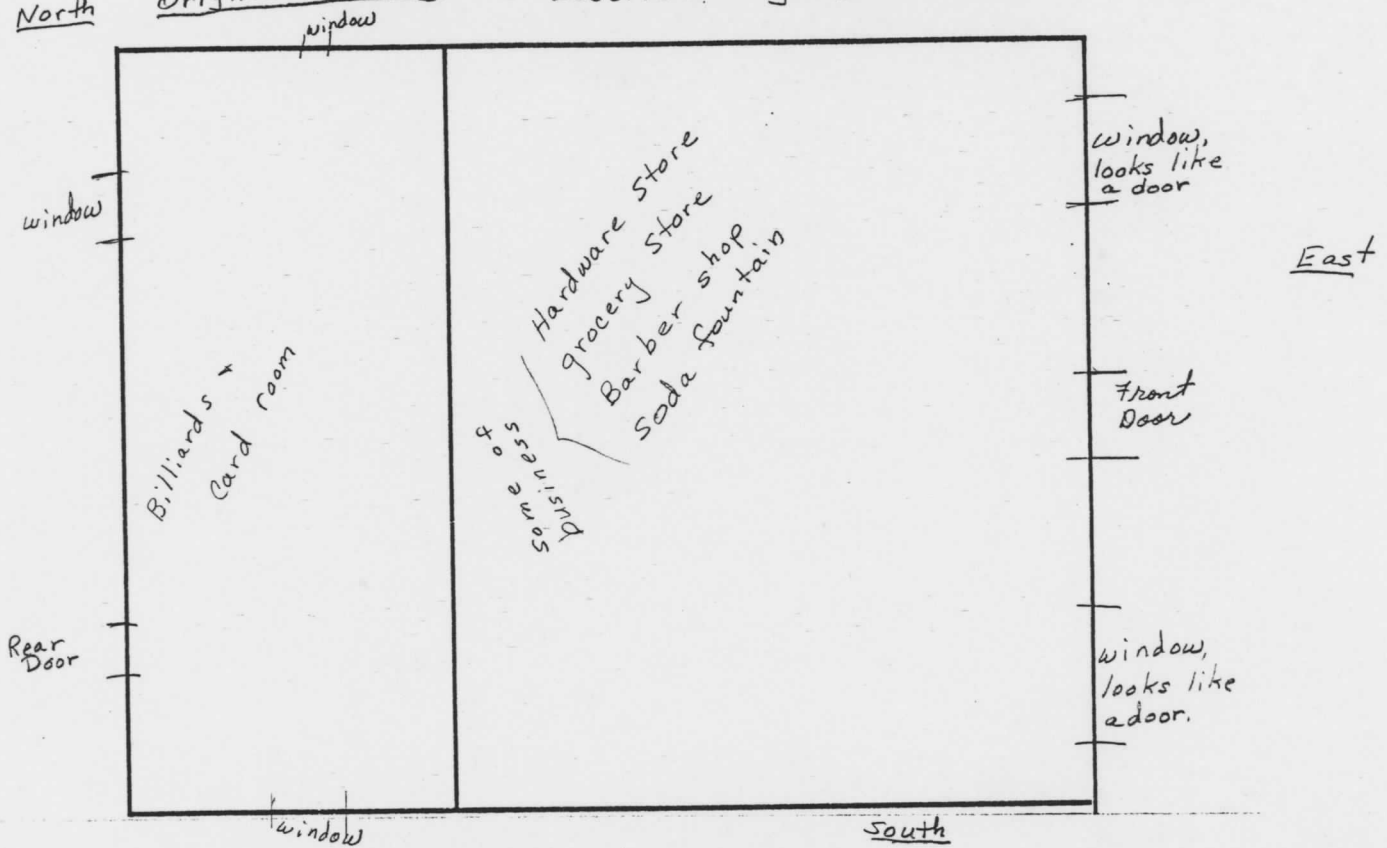 North
window
window
window,
looks like
a door
East
Hardware Store
grocery Store
Barber shop
Soda fountain
some of
business
Billiards +
Card room
Front
Door
Rear
Door
window,
looks like
a door.
window
South